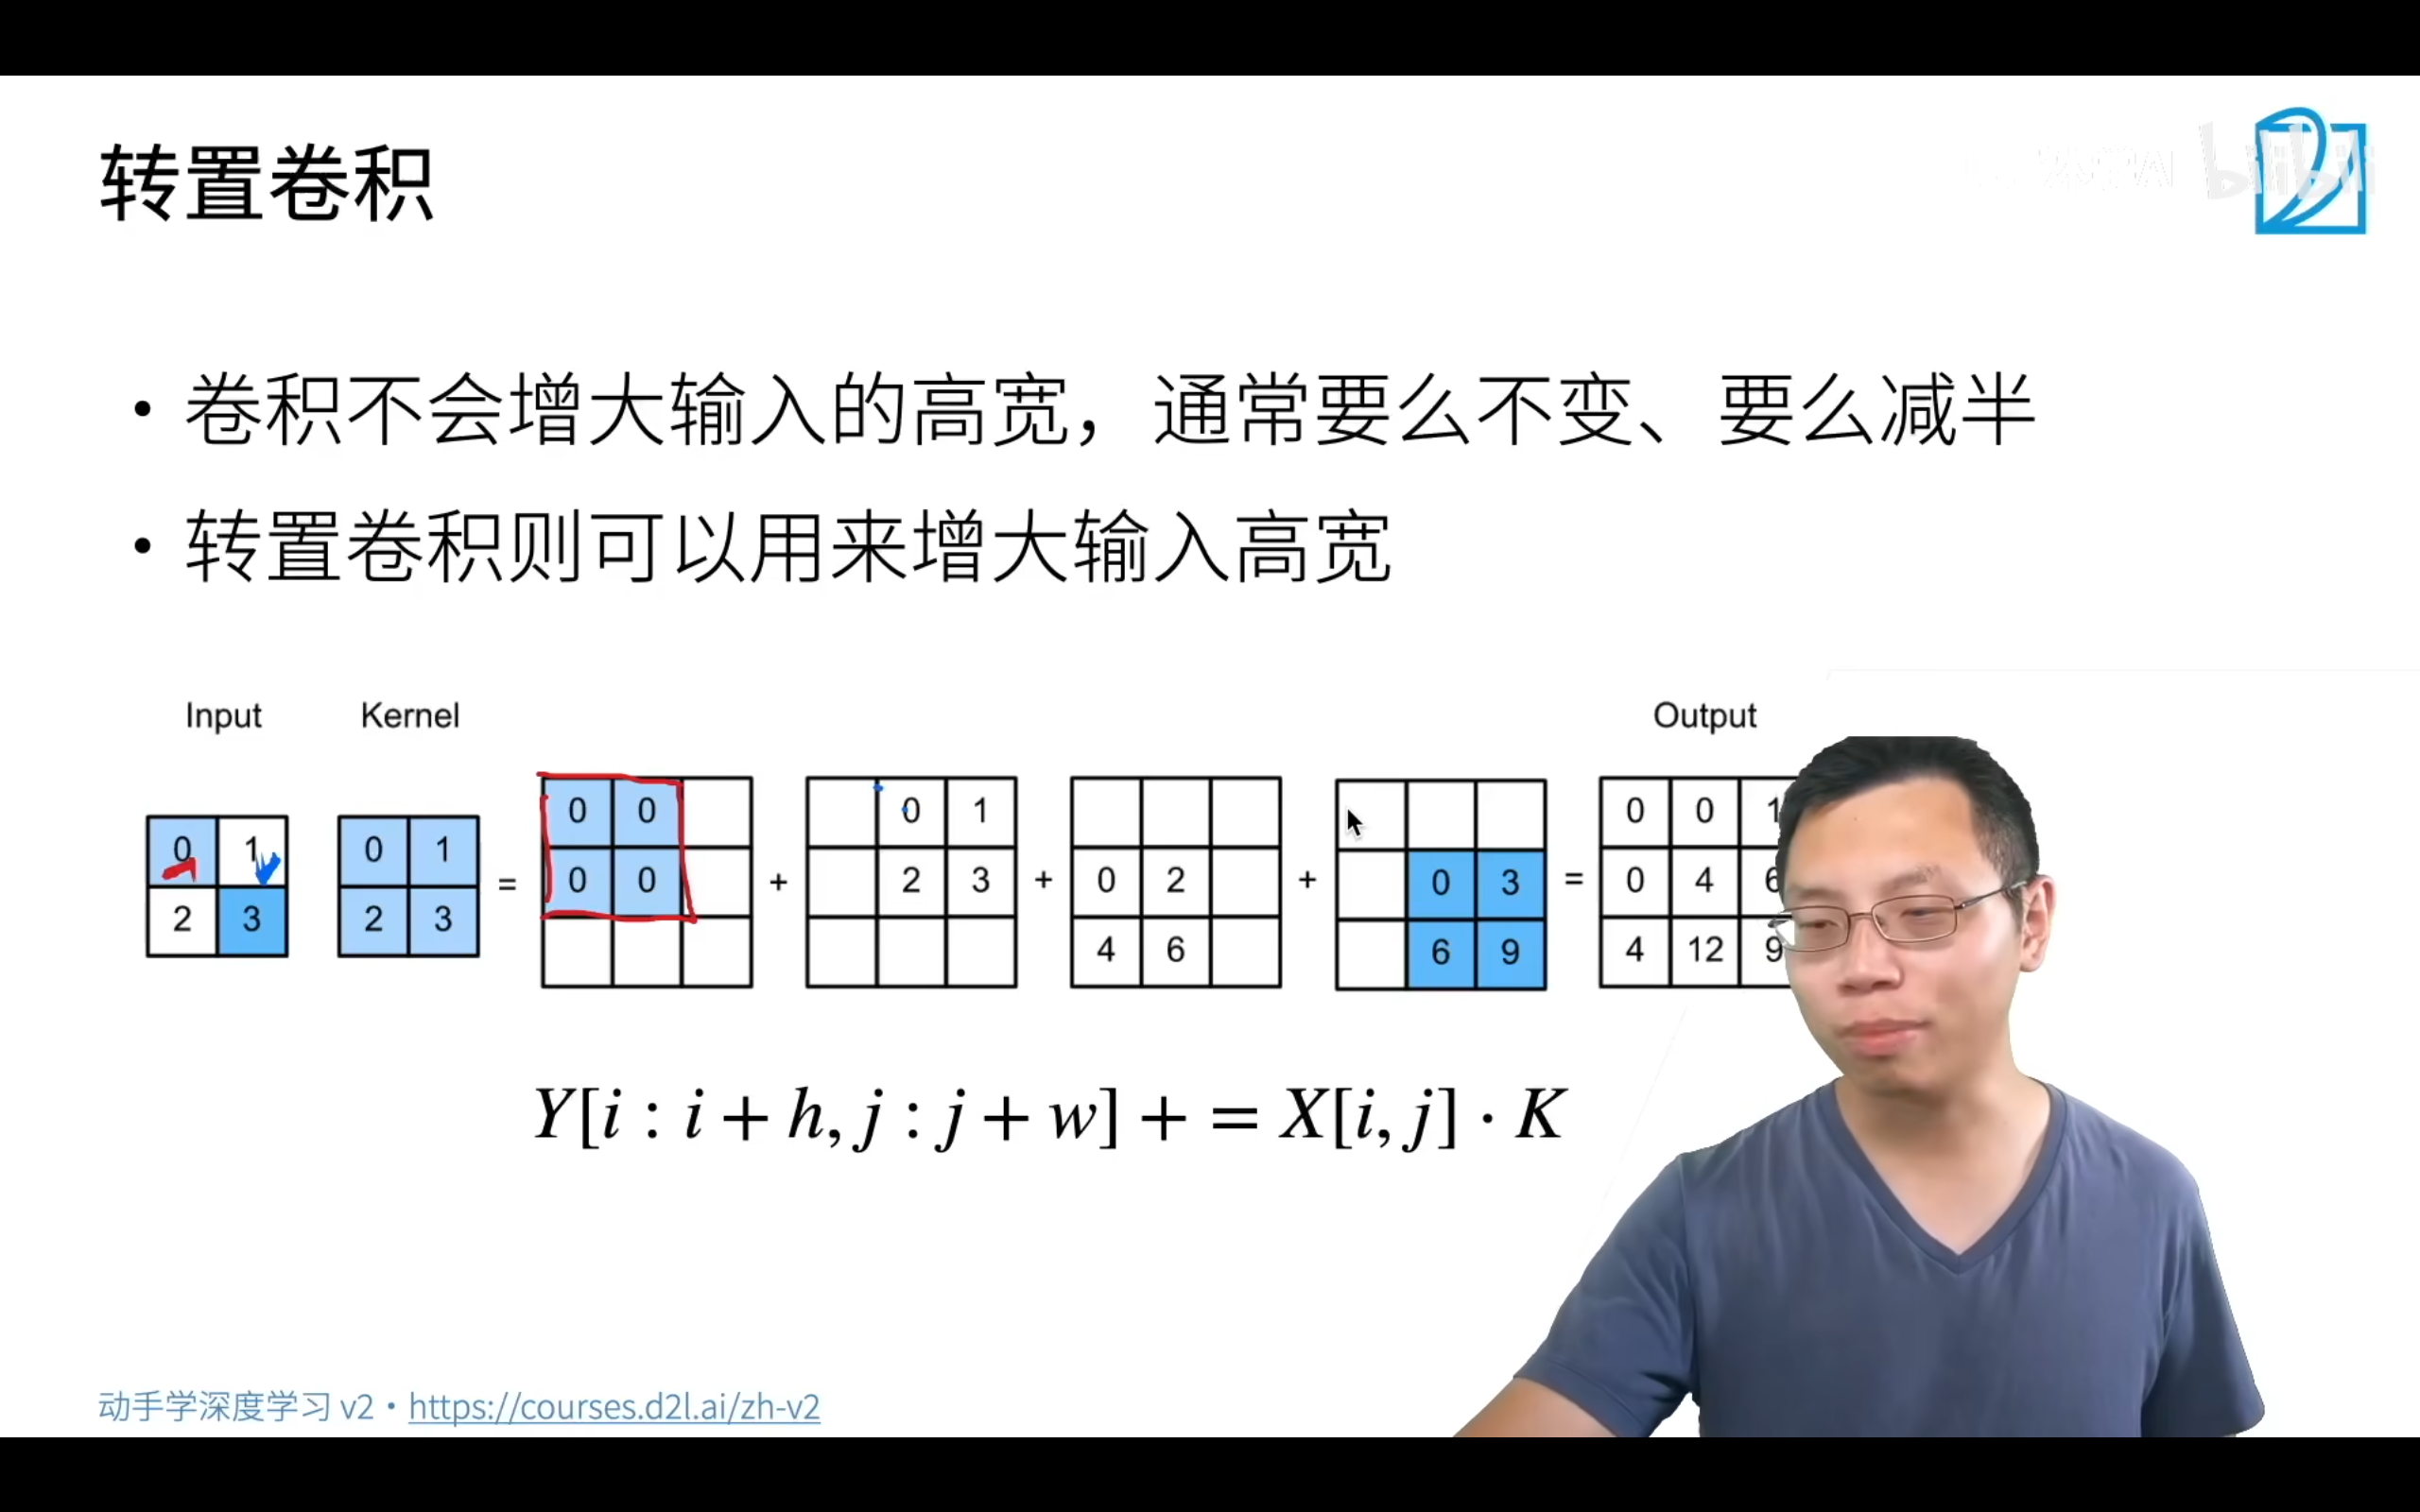 转置卷积
bilibili
• 卷积不会增大输入的高宽，通常要么不变、要么减半
• 转置卷积则可以用来增大输入高宽
Input Kernel Output
0 0 0 1 0 0 1
0 1 0 1 0 0 2 3 0 2 0 3 0 4 6
2 3 2 3 4 6 6 9 4 12 9
= + + + =
Y[i : i + h, j : j + w] + = X[i, j] · K
动手学深度学习 v2 • https://courses.d2l.ai/zh-v2